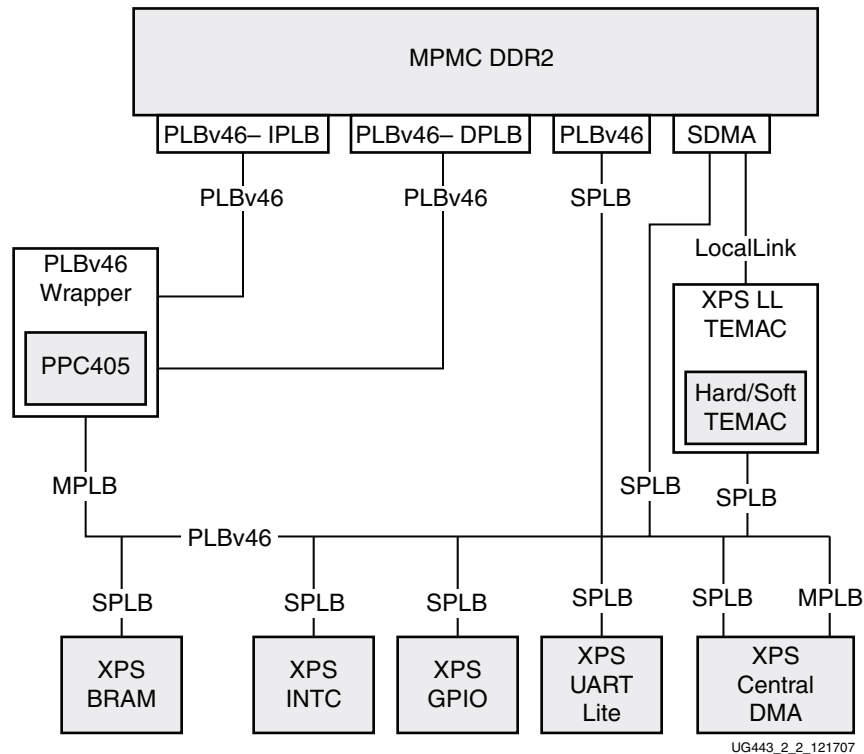 MPMC DDR2
PLBv46– IPLB
PLBv46– DPLB
PLBv46
SDMA
PLBv46
PLBv46
SPLB
LocalLink
PLBv46
Wrapper
PPC405
XPS LL
TEMAC
Hard/Soft
TEMAC
MPLB
SPLB
SPLB
PLBv46
SPLB
SPLB
SPLB
SPLB
SPLB
MPLB
XPS
BRAM
XPS
INTC
XPS
GPIO
XPS
UART
Lite
XPS
Central
DMA
UG443_2_2_121707